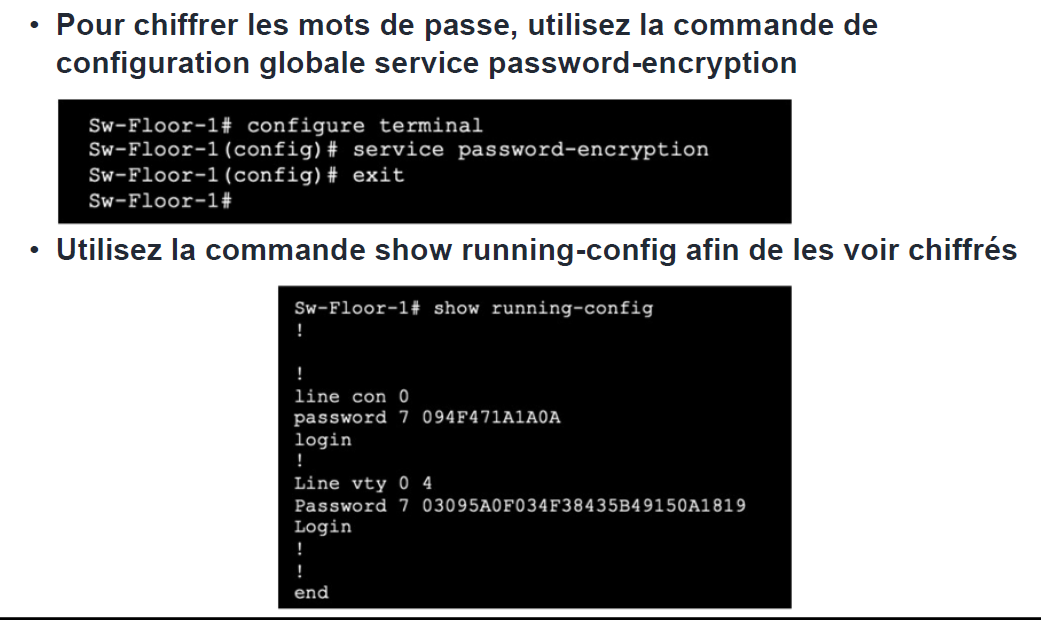 • Pour chiffrer les mots de passe, utilisez la commande de
configuration globale service password-encryption
Sw-Floor-1# configure terminal
Sw-Floor-1(config)# service password-encryption
Sw-Floor-1(config)# exit
Sw-Floor-1#
• Utilisez la commande show running-config afin de les voir chiffrés
Sw-Floor-1# show running-config
!
!
line con 0
password 7 094F471A1A0A
login
!
Line vty 0 4
Password 7 03095A0F034F38435B49150A1819
Login
!
!
end